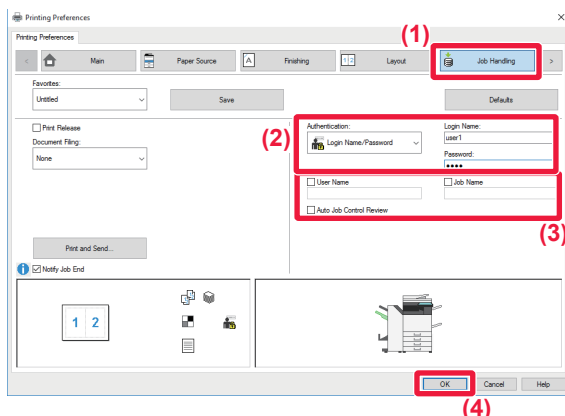 Printing Preferences
Printing Preferences
(1)
Main
Paper Source
A
Finishing
1 2
Layout
Job Handling
Favorites:
Untitled
Save
Defaults
Print Release
Document Filing:
None
(2)
Authentication:
Login Name/Password
Login Name:
user1
Password:
••••
User Name
Job Name
Auto Job Control Review
(3)
Print and Send...
Notify Job End
1 2
OK
Cancel
Help
(4)